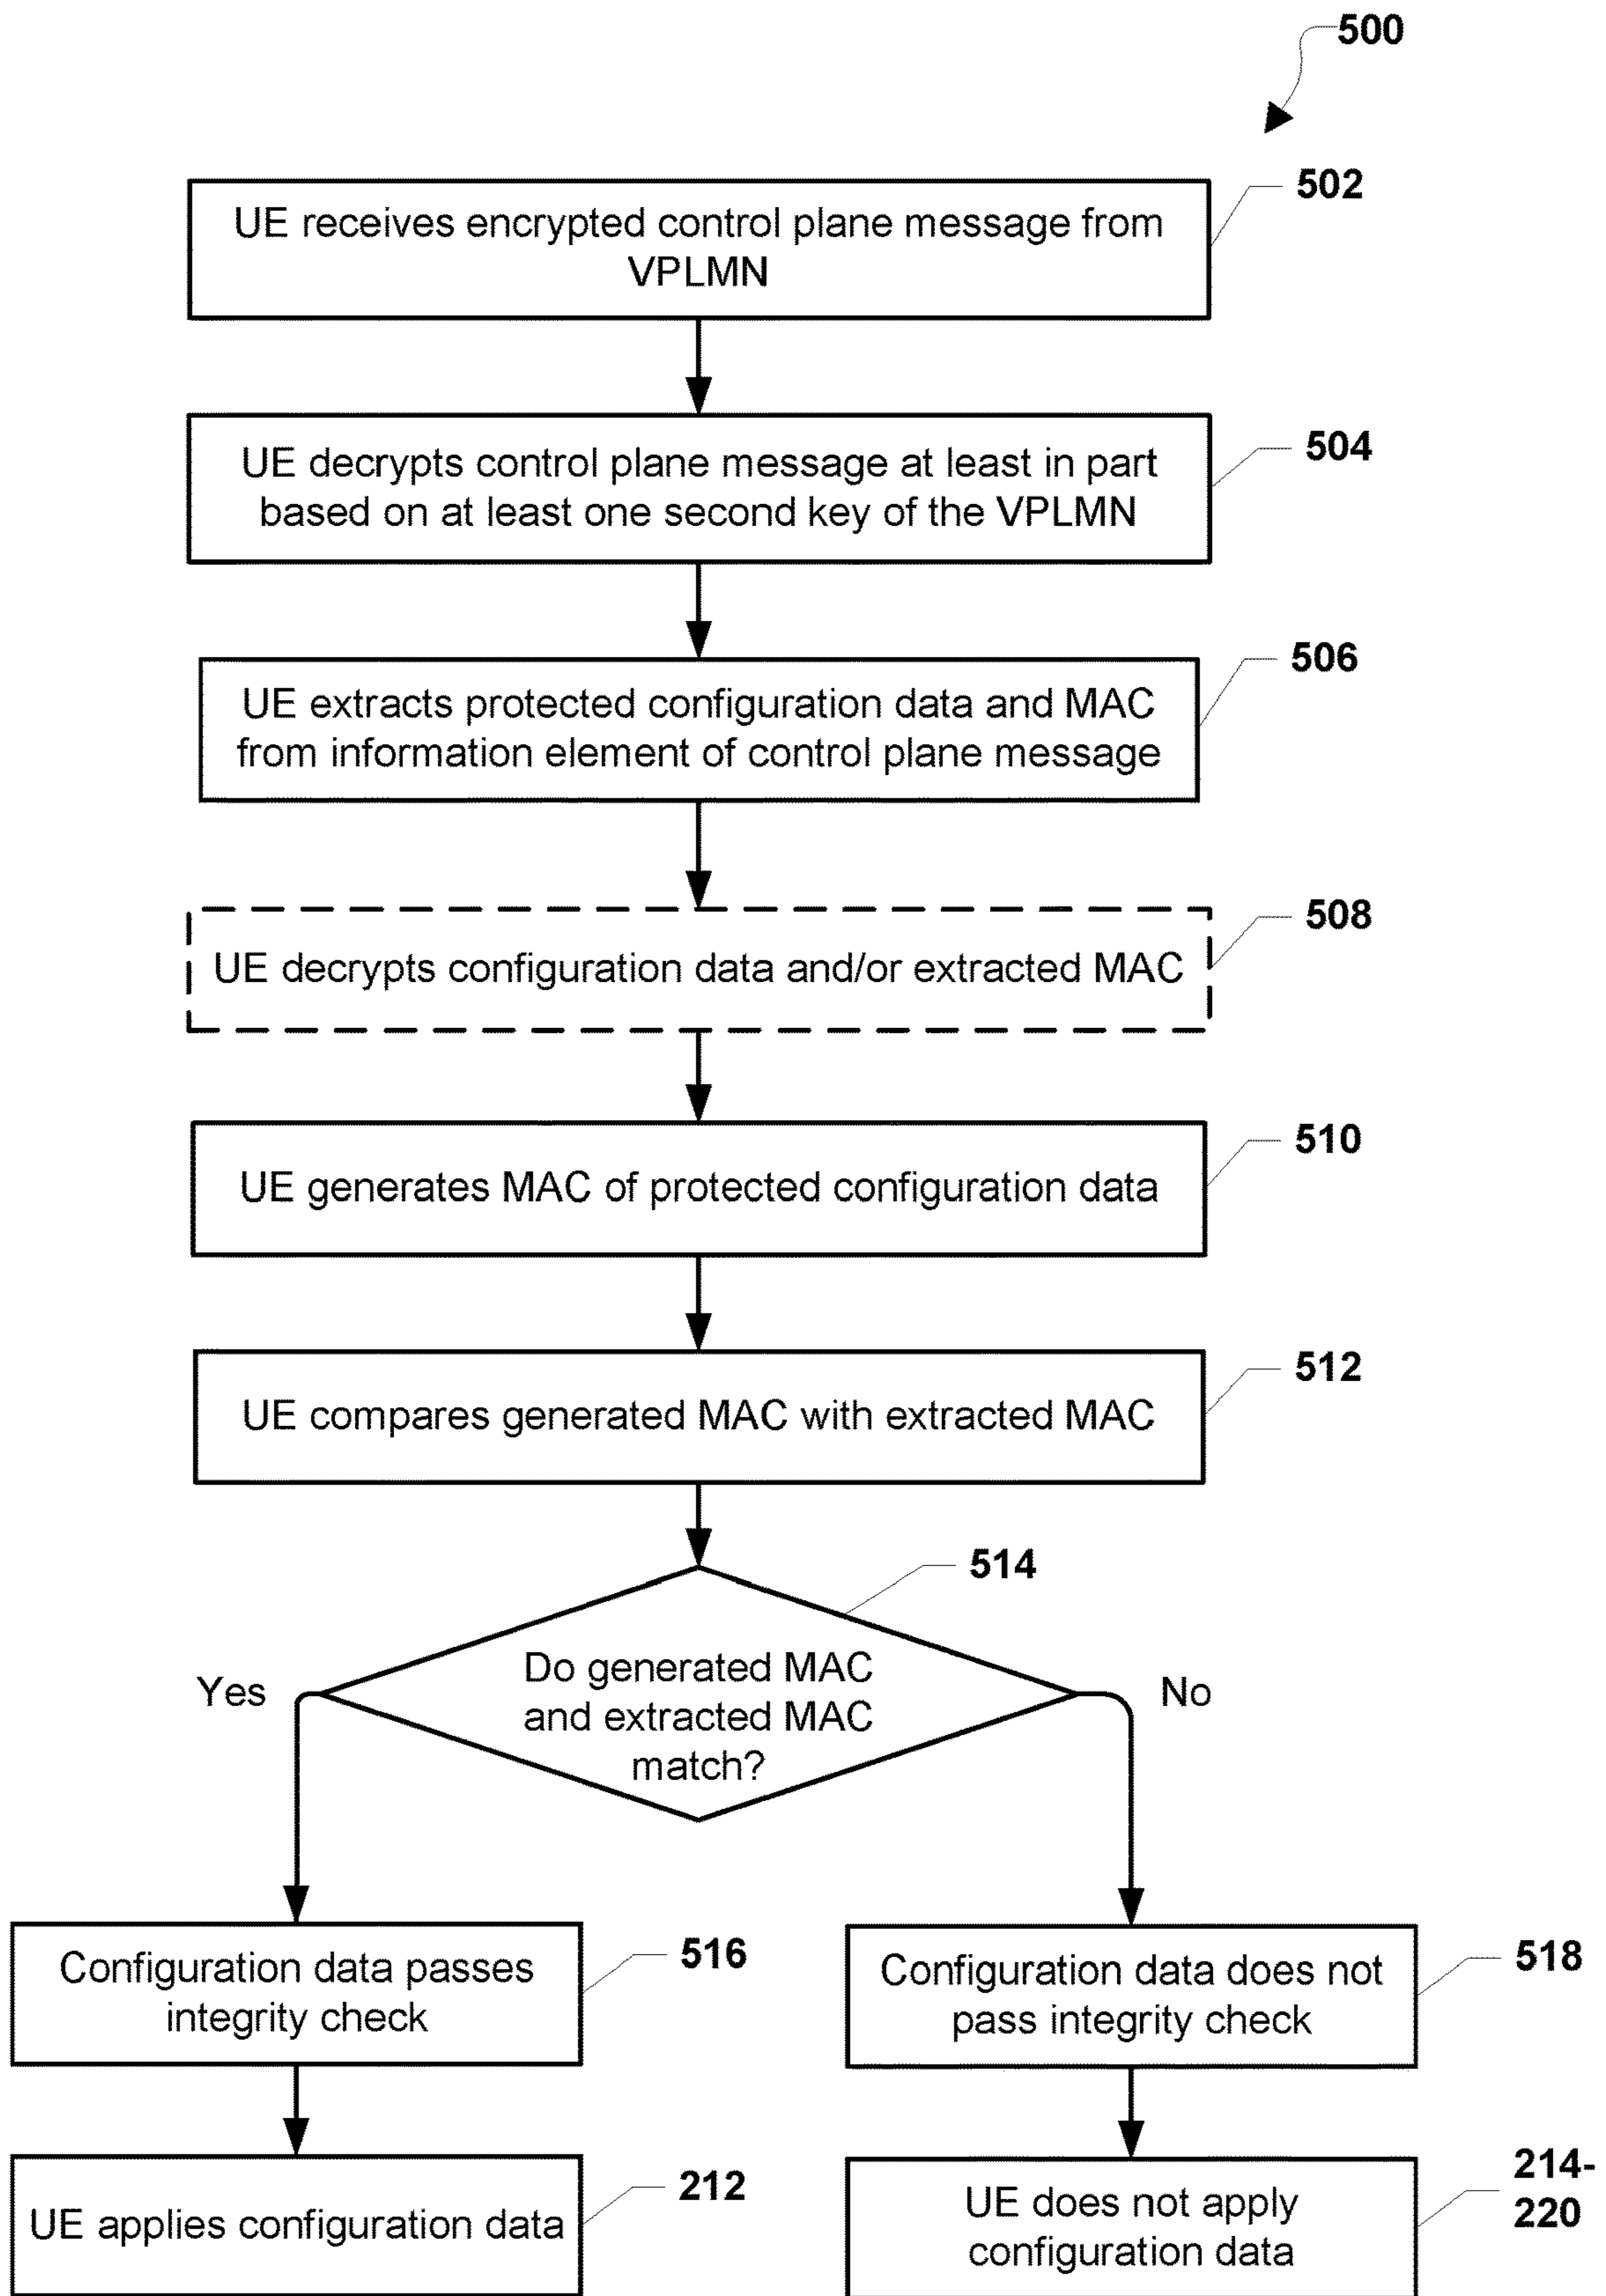 500
502
UE receives encrypted control plane message from
VPLMN
504
UE decrypts control plane message at least in part
based on at least one second key of the VPLMN
506
UE extracts protected configuration data and MAC
from information element of control plane message
508
UE decrypts configuration data and/or extracted MAC
510
UE generates MAC of protected configuration data
512
UE compares generated MAC with extracted MAC
514
Do generated MAC
and extracted MAC
match?
Yes
No
Configuration data passes
integrity check
516
Configuration data does not
pass integrity check
518
UE applies configuration data
212
UE does not apply
configuration data
214-
220